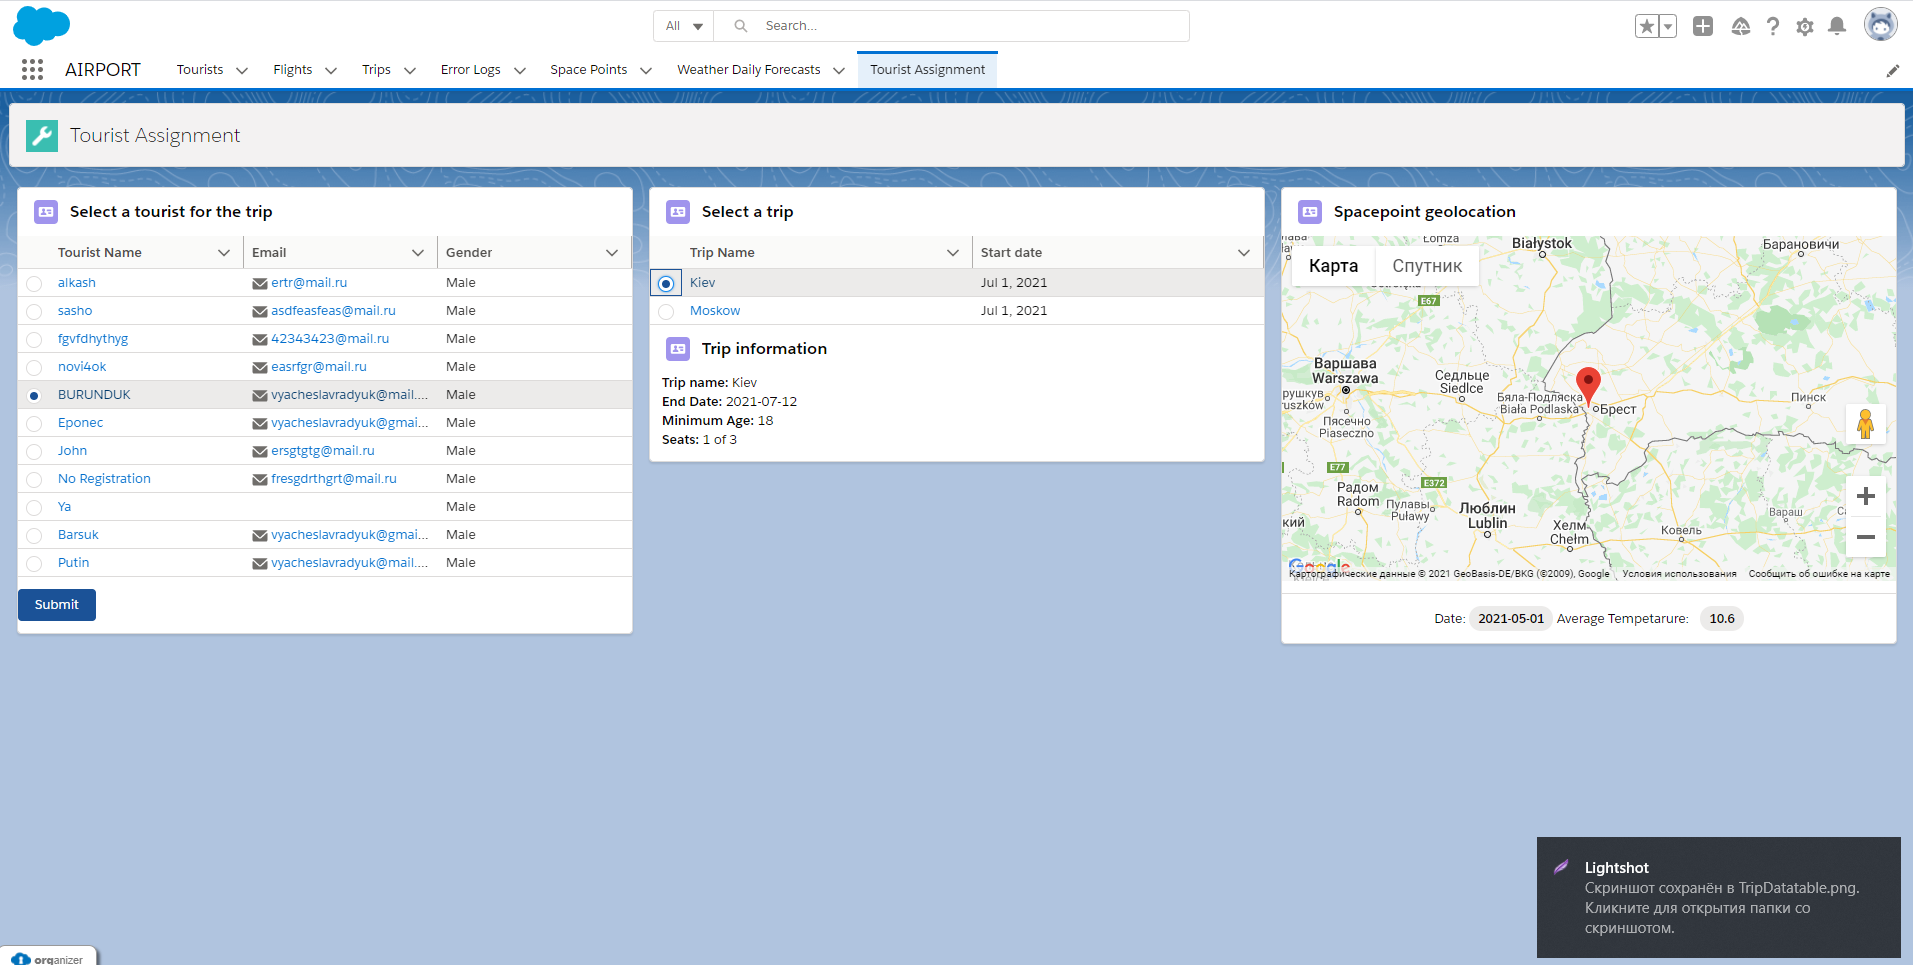 All Search...
AIRPORT Tourists Flights Trips Error Logs Space Points Weather Daily Forecasts Tourist Assignment
Tourist Assignment
Select a tourist for the trip
Tourist Name Email Gender
alkash ertr@mail.ru Male
sasho asdfeasfeas@mail.ru Male
fgvfdhythyg 42343423@mail.ru Male
novi4ok easrfgr@mail.ru Male
BURUNDUK vyacheslavradyuk@mail.... Male
Eponec vyacheslavradyuk@gmai... Male
John ersgtgtg@mail.ru Male
No Registration fresgdrthgrt@mail.ru Male
Ya Male
Barsuk vyacheslavradyuk@gmai... Male
Putin vyacheslavradyuk@mail.... Male
Submit
Select a trip
Trip Name Start date
Kiev Jul 1, 2021
Moskow Jul 1, 2021
Trip information
Trip name: Kiev
End Date: 2021-07-12
Minimum Age: 18
Seats: 1 of 3
Spacepoint geolocation
Łomża
Białystok
Барановичи
Карта Спутник
E67
Варшава
Warszawa
Седльце
Siedlce
Бяла-Подляска
Biała Podlaska
Брест
Пинск
рушкув
ruszków
Пясечно
Piaseczno
E77
E372
Радом
Radom
Пулавы
Puławy
Люблин
Lublin
Хелм
Chełm
Ковель
Вараш
кий
Google
Картографические данные © 2021 GeoBasis-DE/BKG (©2009), Google Условия использования Сообщить об ошибке на карте
Date: 2021-05-01 Average Tempetarure: 10.6
Lightshot
Скриншот сохранён в TripDatatable.png.
Кликните для открытия папки со
скриншотом.
organizer